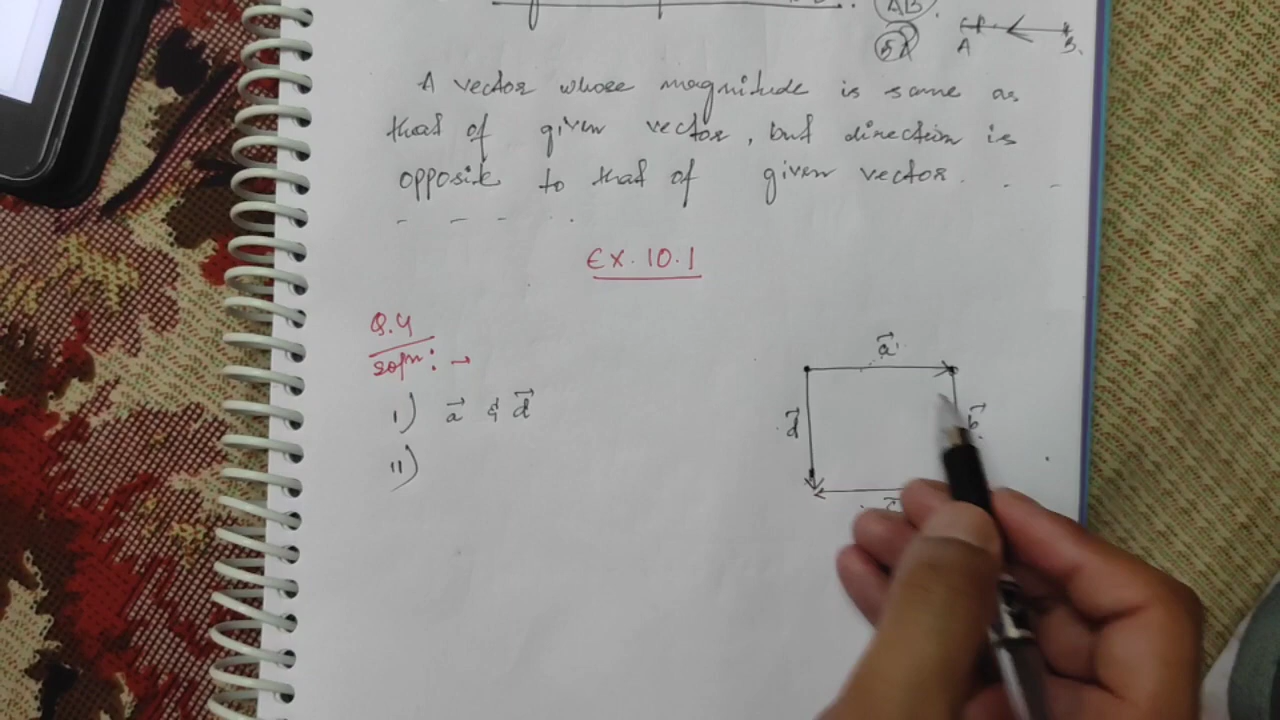 AB
A B.
A vector whose magnitude is same as
that of given vector, but direction is
opposite to that of given vector. . -
- - - . .
Ex. 10.1
Q.4
soln: →
a⃗
I) a⃗ & d⃗
d⃗ b⃗
II)
c⃗